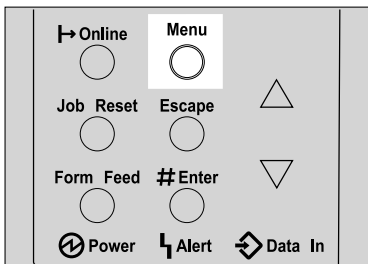 Online Menu
Job Reset Escape
Form Feed # Enter
Power Alert Data In